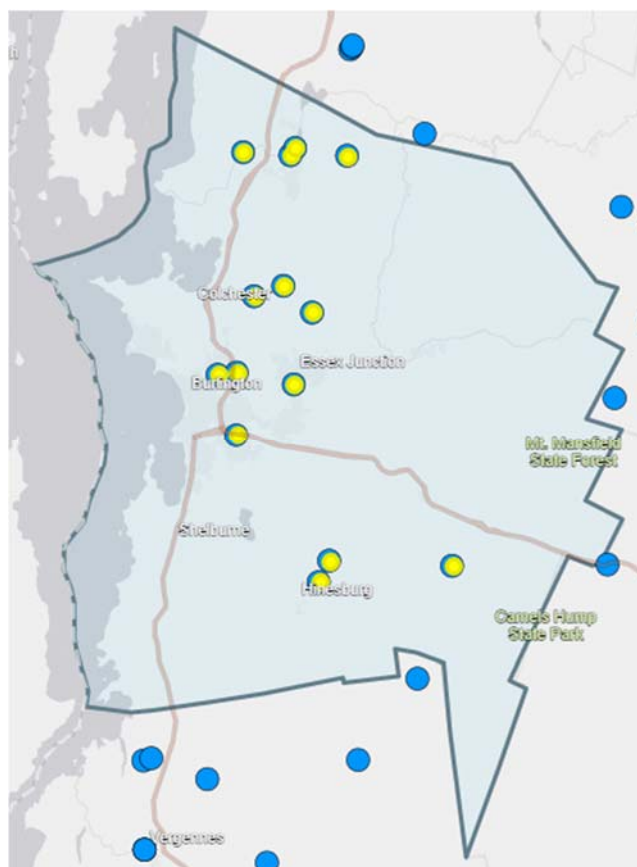 Colchester
Essex Junction
Burlington
Mt. Mansfield
State Forest
Shelburne
Hinesburg
Camels Hump
State Park
Vergennes